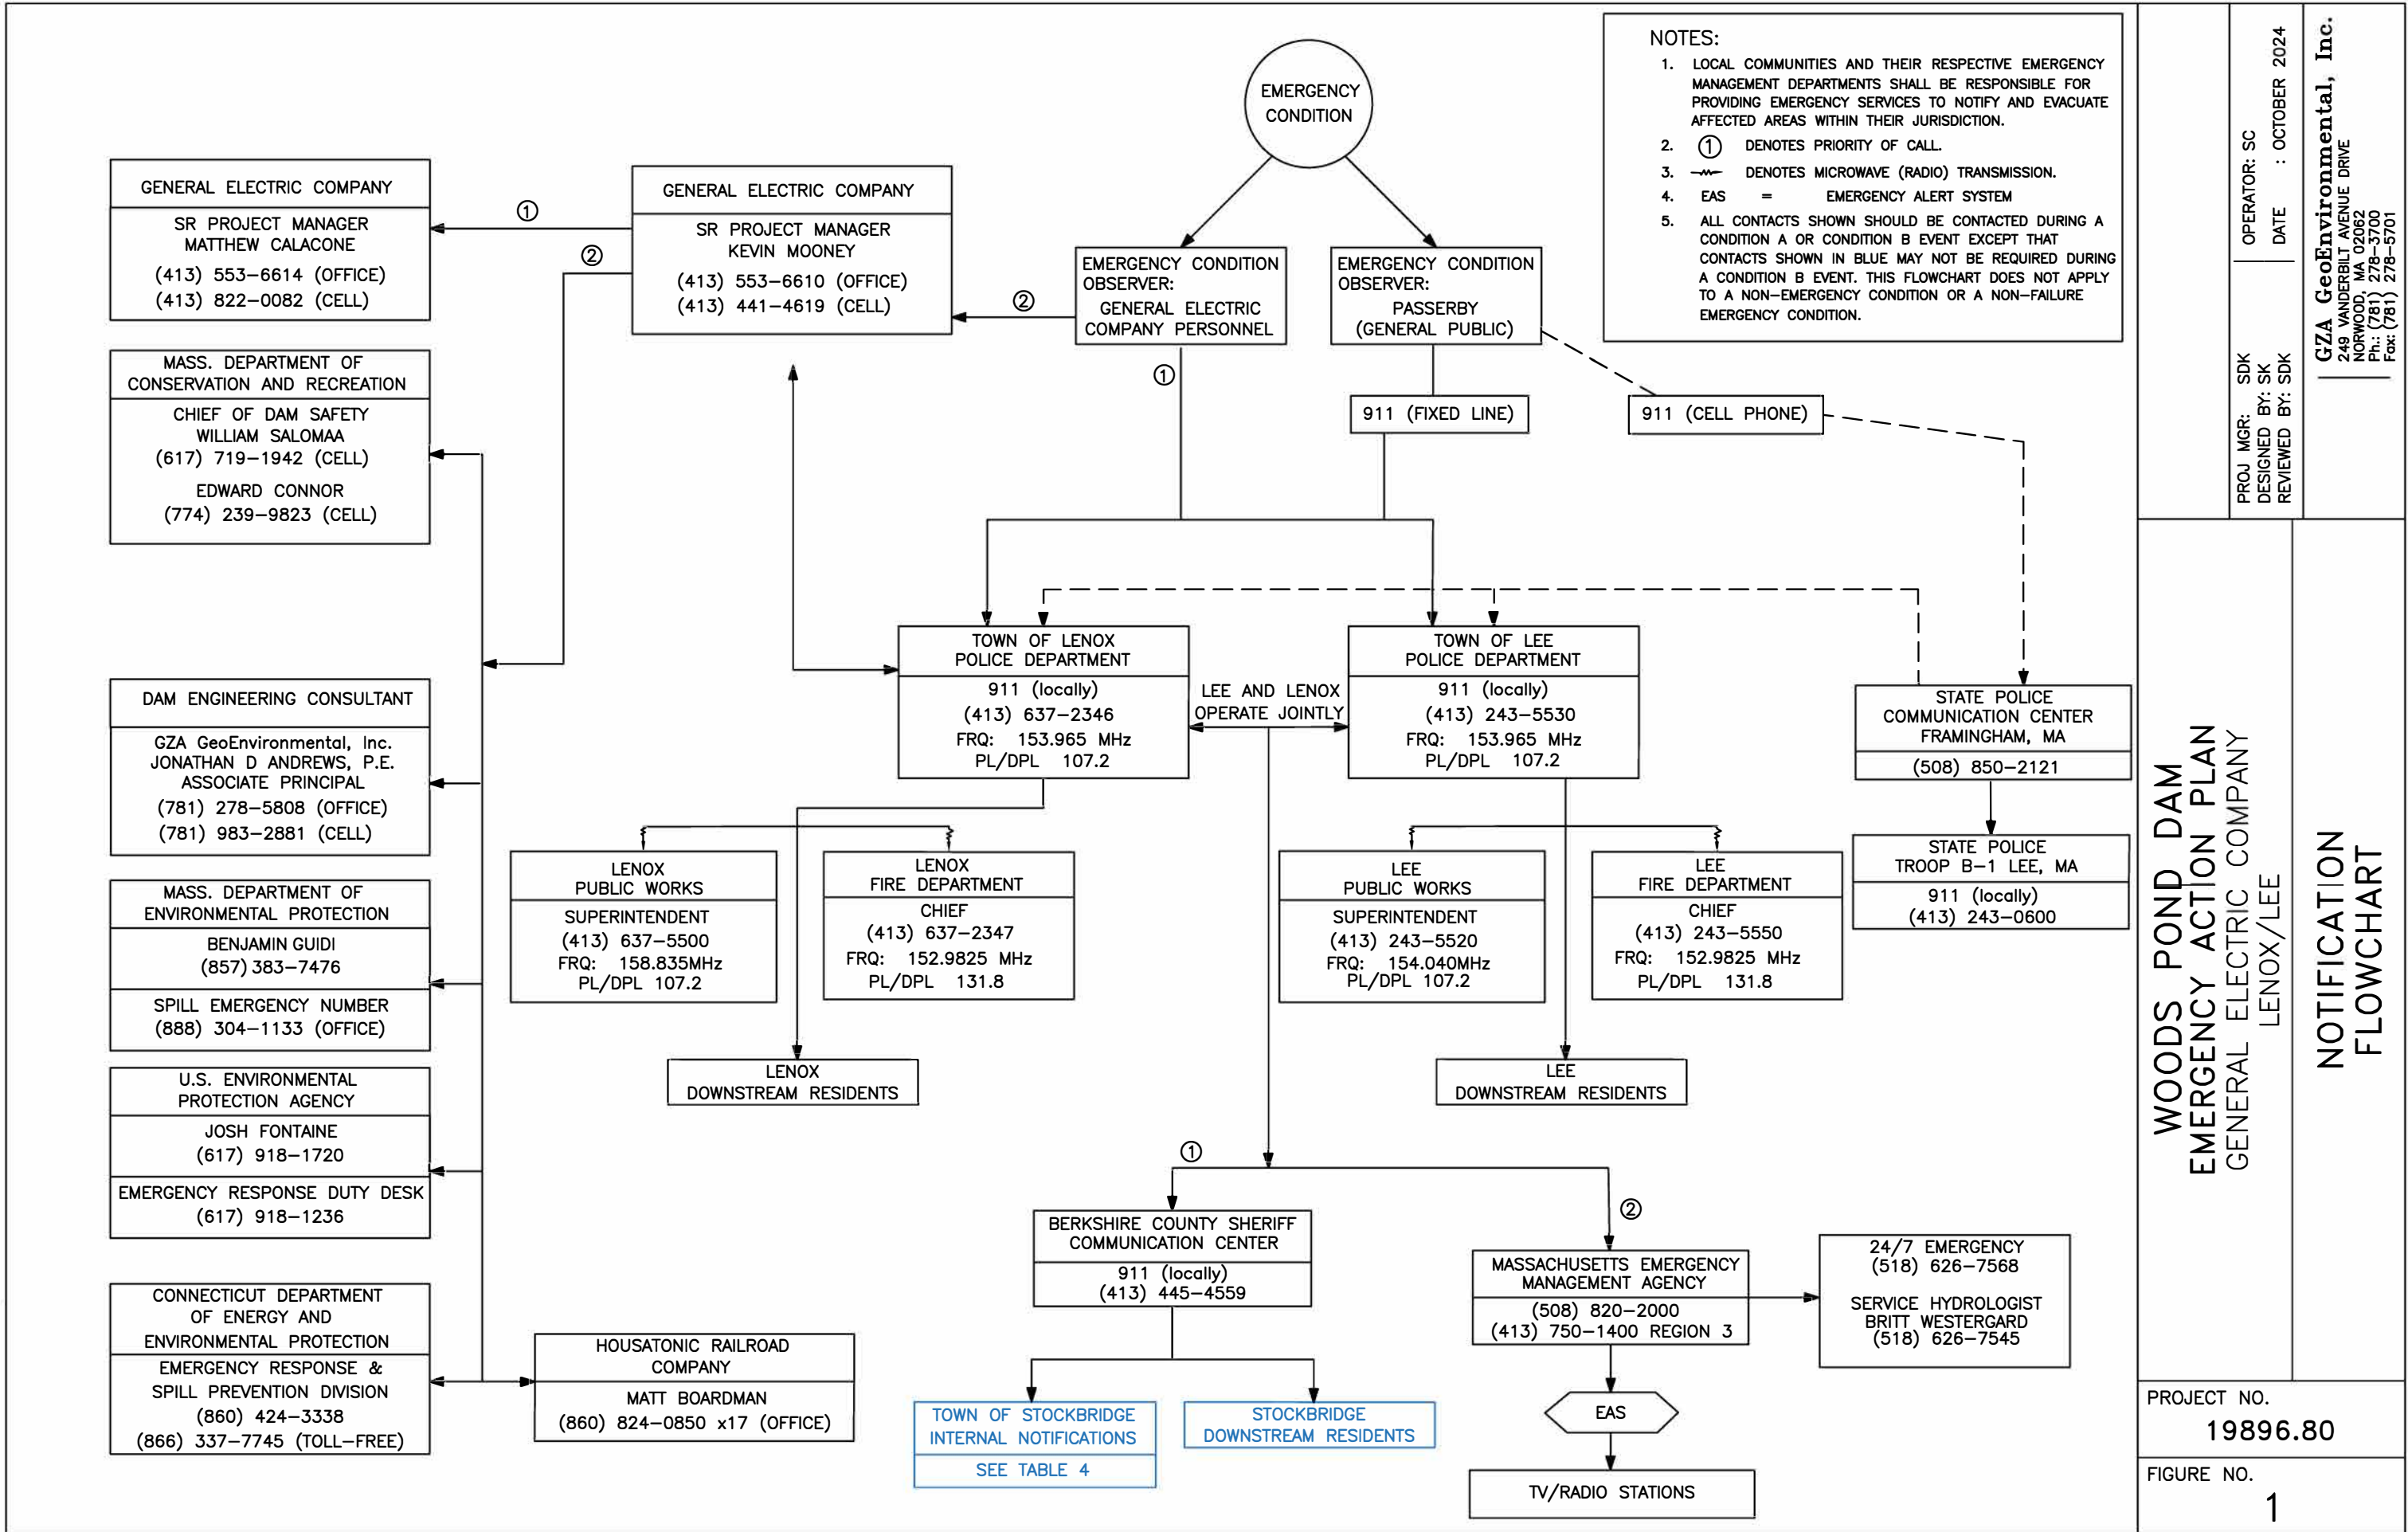 EMERGENCY
CONDITION
NOTES:
1. LOCAL COMMUNITIES AND THEIR RESPECTIVE EMERGENCY
MANAGEMENT DEPARTMENTS SHALL BE RESPONSIBLE FOR
PROVIDING EMERGENCY SERVICES TO NOTIFY AND EVACUATE
AFFECTED AREAS WITHIN THEIR JURISDICTION.
2. ① DENOTES PRIORITY OF CALL.
3. DENOTES MICROWAVE (RADIO) TRANSMISSION.
4. EAS = EMERGENCY ALERT SYSTEM
5. ALL CONTACTS SHOWN SHOULD BE CONTACTED DURING A
CONDITION A OR CONDITION B EVENT EXCEPT THAT
CONTACTS SHOWN IN BLUE MAY NOT BE REQUIRED DURING
A CONDITION B EVENT. THIS FLOWCHART DOES NOT APPLY
TO A NON-EMERGENCY CONDITION OR A NON-FAILURE
EMERGENCY CONDITION.
GENERAL ELECTRIC COMPANY
SR PROJECT MANAGER
MATTHEW CALACONE
(413) 553-6614 (OFFICE)
(413) 822-0082 (CELL)
①
②
GENERAL ELECTRIC COMPANY
SR PROJECT MANAGER
KEVIN MOONEY
(413) 553-6610 (OFFICE)
(413) 441-4619 (CELL)
②
①
EMERGENCY CONDITION
OBSERVER:
GENERAL ELECTRIC
COMPANY PERSONNEL
EMERGENCY CONDITION
OBSERVER:
PASSERBY
(GENERAL PUBLIC)
911 (FIXED LINE)
911 (CELL PHONE)
MASS. DEPARTMENT OF
CONSERVATION AND RECREATION
CHIEF OF DAM SAFETY
WILLIAM SALOMAA
(617) 719-1942 (CELL)
EDWARD CONNOR
(774) 239-9823 (CELL)
DAM ENGINEERING CONSULTANT
GZA GeoEnvironmental, Inc.
JONATHAN D ANDREWS, P.E.
ASSOCIATE PRINCIPAL
(781) 278-5808 (OFFICE)
(781) 983-2881 (CELL)
MASS. DEPARTMENT OF
ENVIRONMENTAL PROTECTION
BENJAMIN GUIDI
(857) 383-7476
SPILL EMERGENCY NUMBER
(888) 304-1133 (OFFICE)
U.S. ENVIRONMENTAL
PROTECTION AGENCY
JOSH FONTAINE
(617) 918-1720
EMERGENCY RESPONSE DUTY DESK
(617) 918-1236
CONNECTICUT DEPARTMENT
OF ENERGY AND
ENVIRONMENTAL PROTECTION
EMERGENCY RESPONSE &
SPILL PREVENTION DIVISION
(860) 424-3338
(866) 337-7745 (TOLL-FREE)
HOUSATONIC RAILROAD
COMPANY
MATT BOARDMAN
(860) 824-0850 x17 (OFFICE)
TOWN OF LENOX
POLICE DEPARTMENT
911 (locally)
(413) 637-2346
FRQ: 153.965 MHz
PL/DPL 107.2
LEE AND LENOX
OPERATE JOINTLY
TOWN OF LEE
POLICE DEPARTMENT
911 (locally)
(413) 243-5530
FRQ: 153.965 MHz
PL/DPL 107.2
STATE POLICE
COMMUNICATION CENTER
FRAMINGHAM, MA
(508) 850-2121
STATE POLICE
TROOP B-1 LEE, MA
911 (locally)
(413) 243-0600
LENOX
PUBLIC WORKS
SUPERINTENDENT
(413) 637-5500
FRQ: 158.835MHz
PL/DPL 107.2
LENOX
FIRE DEPARTMENT
CHIEF
(413) 637-2347
FRQ: 152.9825 MHz
PL/DPL 131.8
LEE
PUBLIC WORKS
SUPERINTENDENT
(413) 243-5520
FRQ: 154.040MHz
PL/DPL 107.2
LEE
FIRE DEPARTMENT
CHIEF
(413) 243-5550
FRQ: 152.9825 MHz
PL/DPL 131.8
LENOX
DOWNSTREAM RESIDENTS
LEE
DOWNSTREAM RESIDENTS
①
②
BERKSHIRE COUNTY SHERIFF
COMMUNICATION CENTER
911 (locally)
(413) 445-4559
MASSACHUSETTS EMERGENCY
MANAGEMENT AGENCY
(508) 820-2000
(413) 750-1400 REGION 3
24/7 EMERGENCY
(518) 626-7568
SERVICE HYDROLOGIST
BRITT WESTERGARD
(518) 626-7545
TOWN OF STOCKBRIDGE
INTERNAL NOTIFICATIONS
SEE TABLE 4
STOCKBRIDGE
DOWNSTREAM RESIDENTS
EAS
TV/RADIO STATIONS
PROJ MGR: SDK
DESIGNED BY: SK
REVIEWED BY: SDK
OPERATOR: SC
DATE : OCTOBER 2024
GZA GeoEnvironmental, Inc.
249 VANDERBILT AVENUE DRIVE
NORWOOD, MA 02062
Ph.: (781) 278-3700
Fax: (781) 278-5701
WOODS POND DAM
EMERGENCY ACTION PLAN
GENERAL ELECTRIC COMPANY
LENOX/LEE
NOTIFICATION
FLOWCHART
PROJECT NO.
19896.80
FIGURE NO.
1